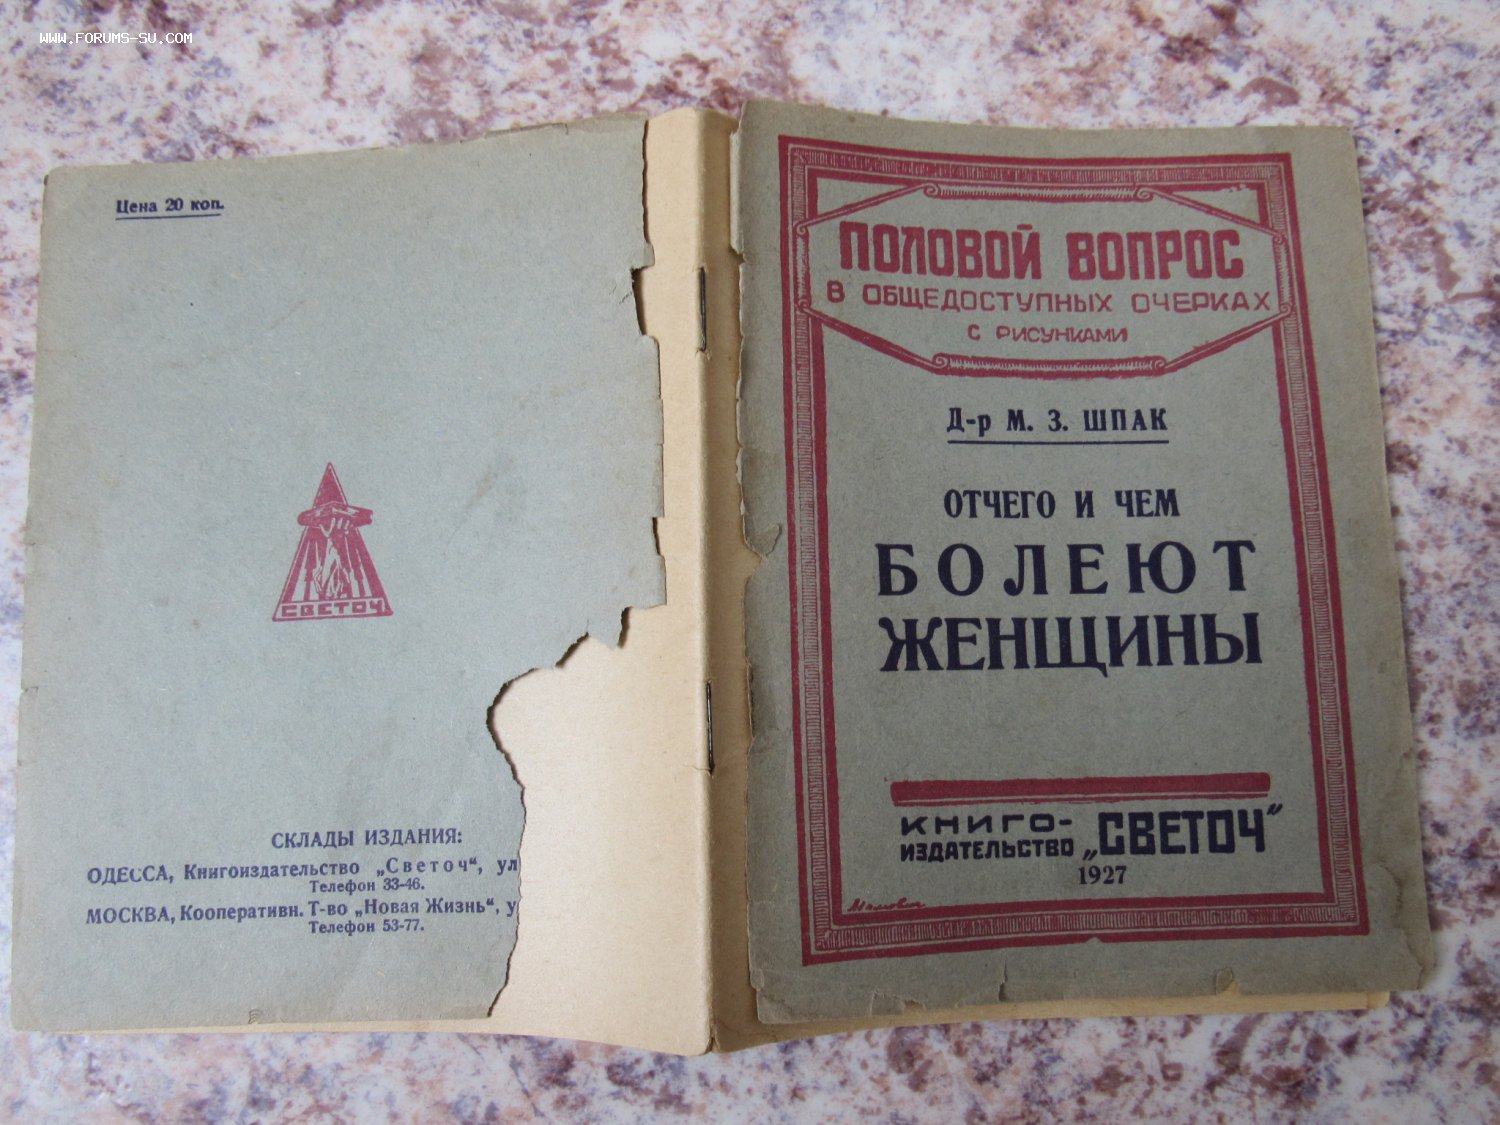 www.forums-su.com
Цена 20 коп.
СВЕТОЧ
СКЛАДЫ ИЗДАНИЯ:
ОДЕССА, Книгоиздательство „Светоч“, ул
Телефон 33-46.
МОСКВА, Кооперативн. Т-во „Новая Жизнь“, у
Телефон 53-77.
ПОЛОВОЙ ВОПРОС
В ОБЩЕДОСТУПНЫХ ОЧЕРКАХ
С РИСУНКАМИ
Д-р М. З. ШПАК
ОТЧЕГО И ЧЕМ
БОЛЕЮТ
ЖЕНЩИНЫ
КНИГО-
ИЗДАТЕЛЬСТВО „СВЕТОЧ“
1927